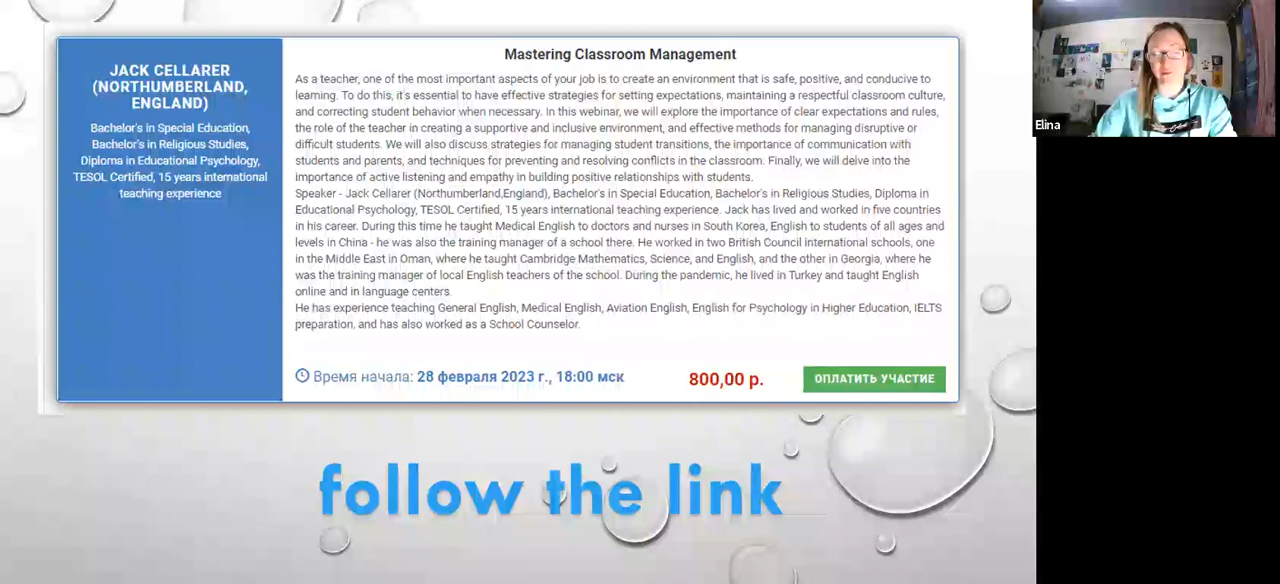 JACK CELLARER
(NORTHUMBERLAND,
ENGLAND)
Bachelor's in Special Education,
Bachelor's in Religious Studies,
Diploma in Educational Psychology,
TESOL Certified, 15 years international
teaching experience
Mastering Classroom Management
As a teacher, one of the most important aspects of your job is to create an environment that is safe, positive, and conducive to
learning. To do this, it's essential to have effective strategies for setting expectations, maintaining a respectful classroom culture,
and correcting student behavior when necessary. In this webinar, we will explore the importance of clear expectations and rules,
the role of the teacher in creating a supportive and inclusive environment, and effective methods for managing disruptive or
difficult students. We will also discuss strategies for managing student transitions, the importance of communication with
students and parents, and techniques for preventing and resolving conflicts in the classroom. Finally, we will delve into the
importance of active listening and empathy in building positive relationships with students.
Speaker - Jack Cellarer (Northumberland,England), Bachelor's in Special Education, Bachelor's in Religious Studies, Diploma in
Educational Psychology, TESOL Certified, 15 years international teaching experience. Jack has lived and worked in five countries
in his career. During this time he taught Medical English to doctors and nurses in South Korea, English to students of all ages and
levels in China - he was also the training manager of a school there. He worked in two British Council international schools, one
in the Middle East in Oman, where he taught Cambridge Mathematics, Science, and English, and the other in Georgia, where he
was the training manager of local English teachers of the school. During the pandemic, he lived in Turkey and taught English
online and in language centers.
He has experience teaching General English, Medical English, Aviation English, English for Psychology in Higher Education, IELTS
preparation, and has also worked as a School Counselor.
Время начала: 28 февраля 2023 г., 18:00 мск
800,00 р.
ОПЛАТИТЬ УЧАСТИЕ
follow the link
Elina